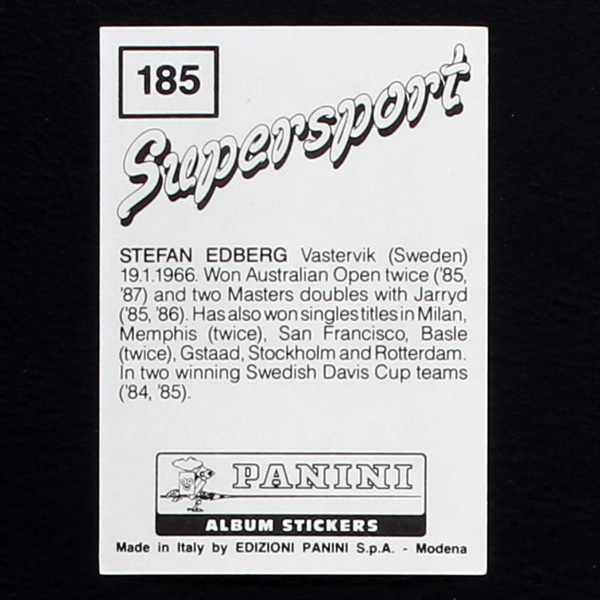 185
Supersport
STEFAN EDBERG Vastervik (Sweden)
19.1.1966. Won Australian Open twice ('85,
'87) and two Masters doubles with Jarryd
('85, '86). Has also won singles titles in Milan,
Memphis (twice), San Francisco, Basle
(twice), Gstaad, Stockholm and Rotterdam.
In two winning Swedish Davis Cup teams
('84, '85).
PANINI
ALBUM STICKERS
Made in Italy by EDIZIONI PANINI S.p.A. - Modena